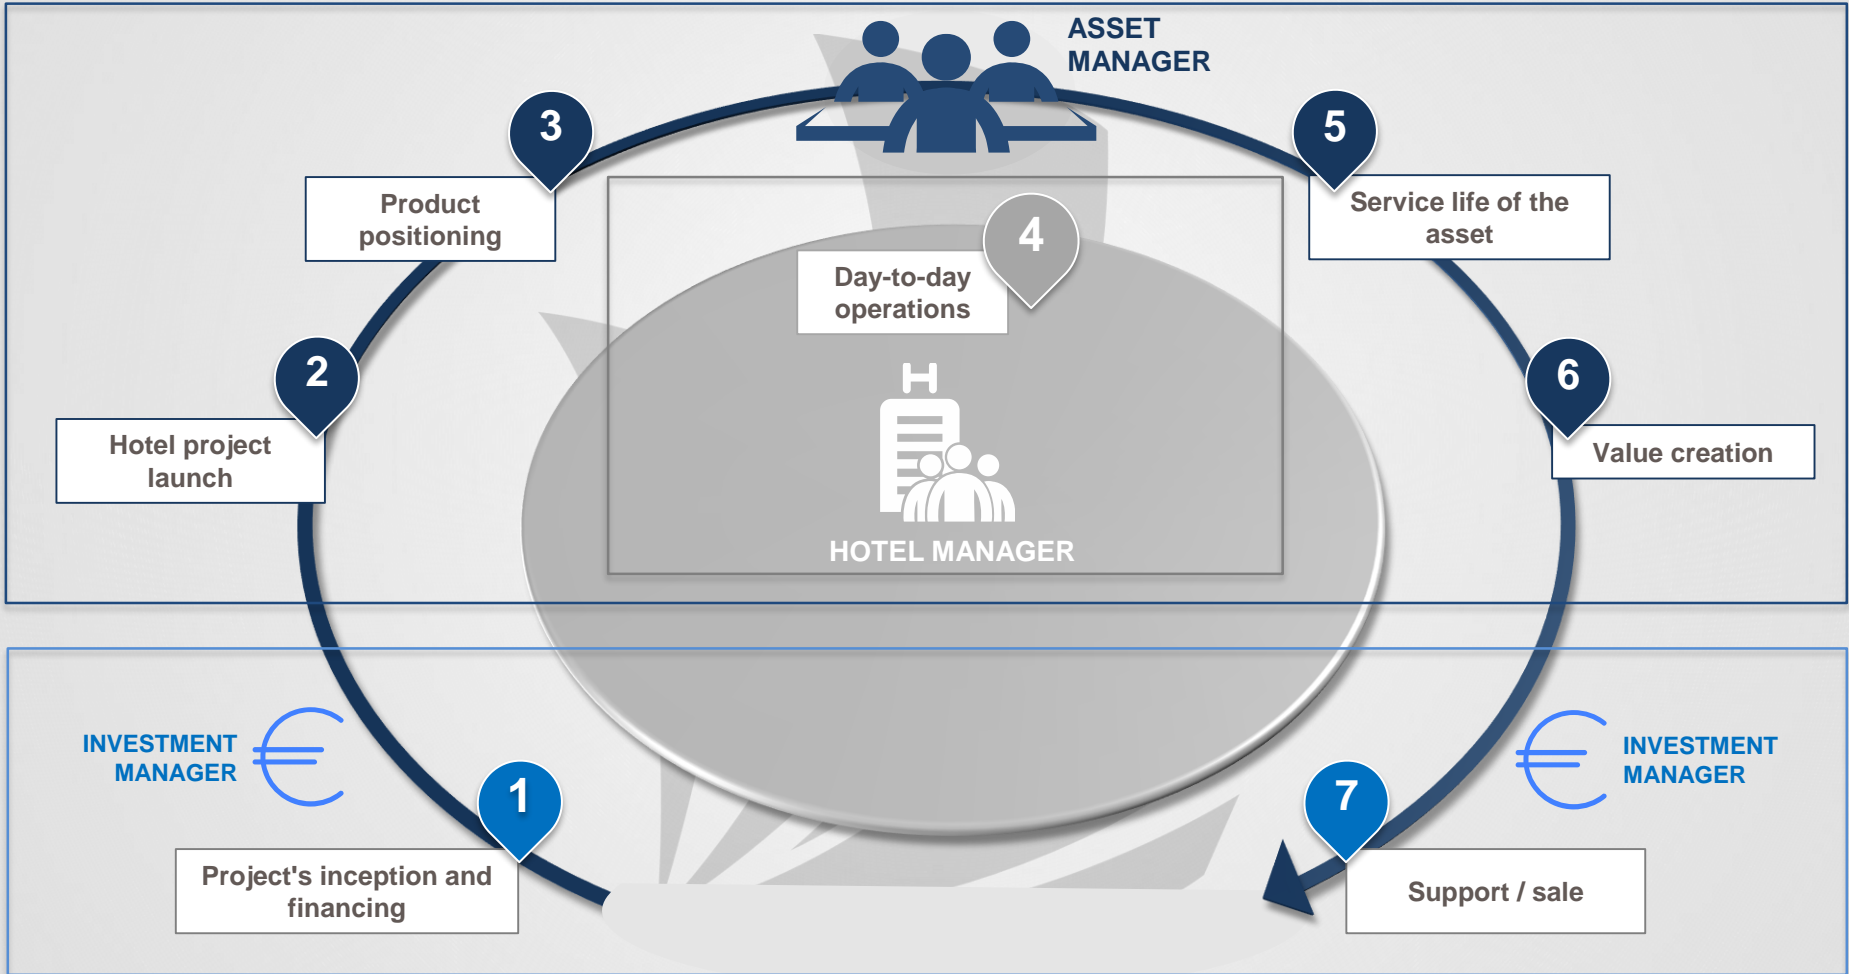 ASSET
MANAGER
3
5
Product
positioning
Service life of the
asset
4
Day-to-day
operations
2
6
Hotel project
launch
Value creation
H
HOTEL MANAGER
INVESTMENT
MANAGER
INVESTMENT
MANAGER
1
7
Project's inception and
financing
Support / sale